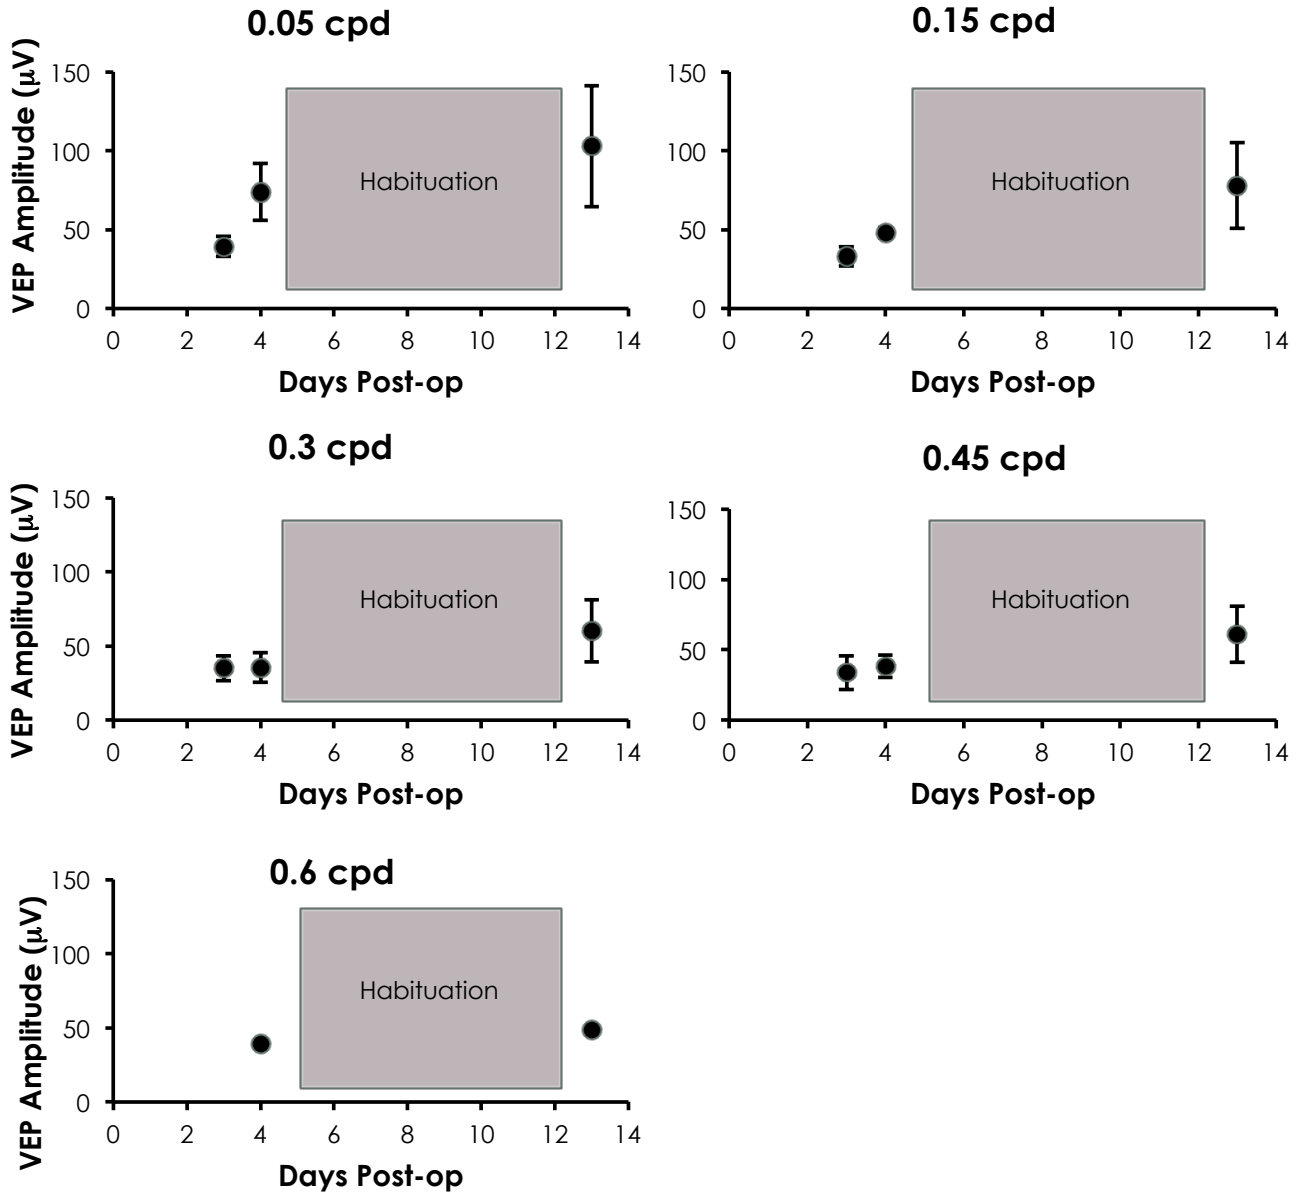 0.05 cpd
VEP Amplitude (μV)
150
100
50
0
Habituation
0 2 4 6 8 10 12 14
Days Post-op
0.15 cpd
150
100
50
0
Habituation
0 2 4 6 8 10 12 14
Days Post-op
0.3 cpd
VEP Amplitude (μV)
150
100
50
0
Habituation
0 2 4 6 8 10 12 14
Days Post-op
0.45 cpd
150
100
50
0
Habituation
0 2 4 6 8 10 12 14
Days Post-op
0.6 cpd
VEP Amplitude (μV)
150
100
50
0
Habituation
0 2 4 6 8 10 12 14
Days Post-op